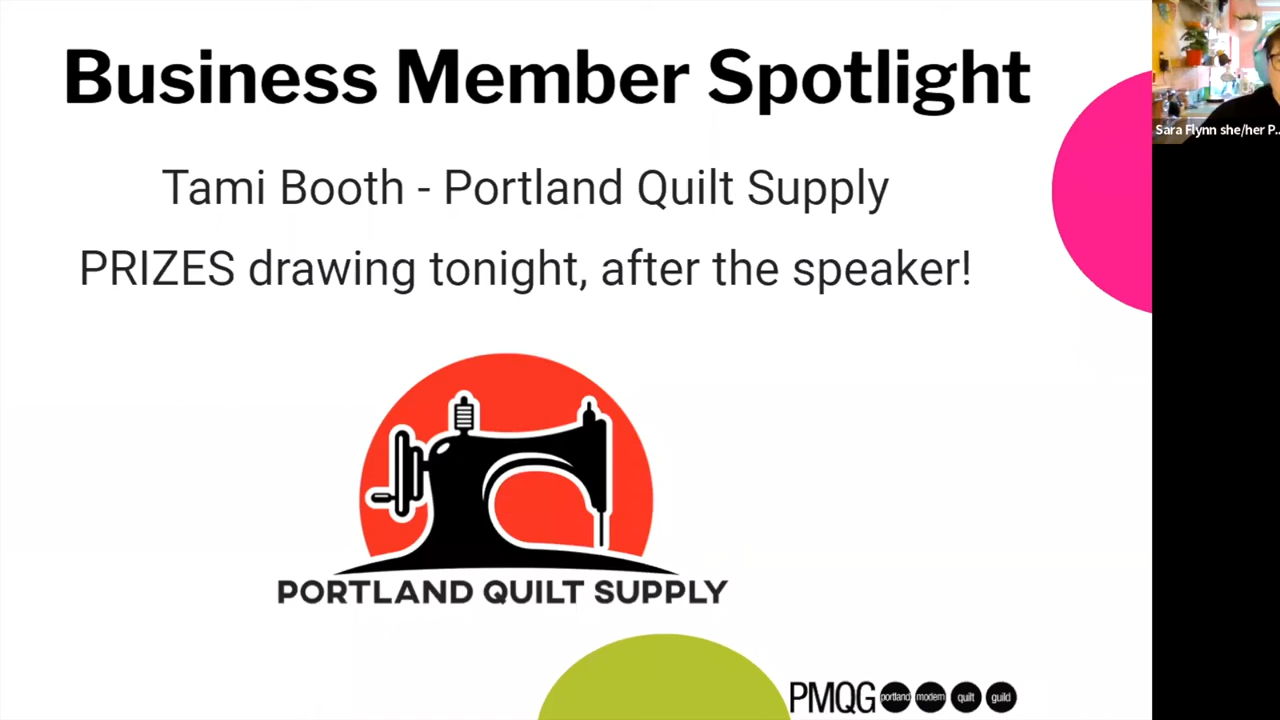 Business Member Spotlight
Tami Booth - Portland Quilt Supply
PRIZES drawing tonight, after the speaker!
PORTLAND QUILT SUPPLY
PMQG portland modern quilt guild
Sara Flynn she/her P...